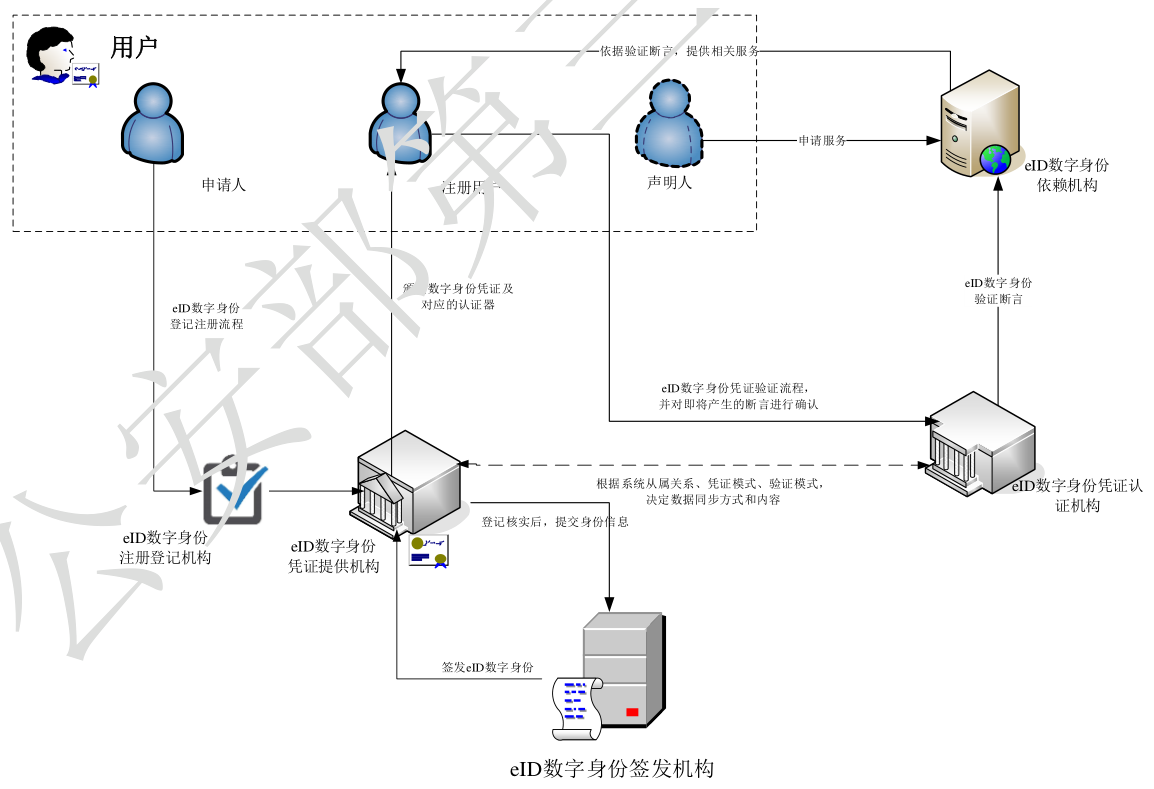 用户
依据验证断言，提供相关服务
申请服务
申请人
注册用
声明人
eID数字身份
依赖机构
eID数字身份
验证断言
数字身份凭证及
对应的认证器
eID数字身份
登记注册流程
eID数字身份凭证验证流程，
并对即将产生的断言进行确认
根据系统从属关系、凭证模式、验证模式，
决定数据同步方式和内容
eID数字身份凭证认
证机构
登记核实后，提交身份信息
eID数字身份
注册登记机构
eID数字身份
凭证提供机构
签发eID数字身份
eID数字身份签发机构
公安部第三